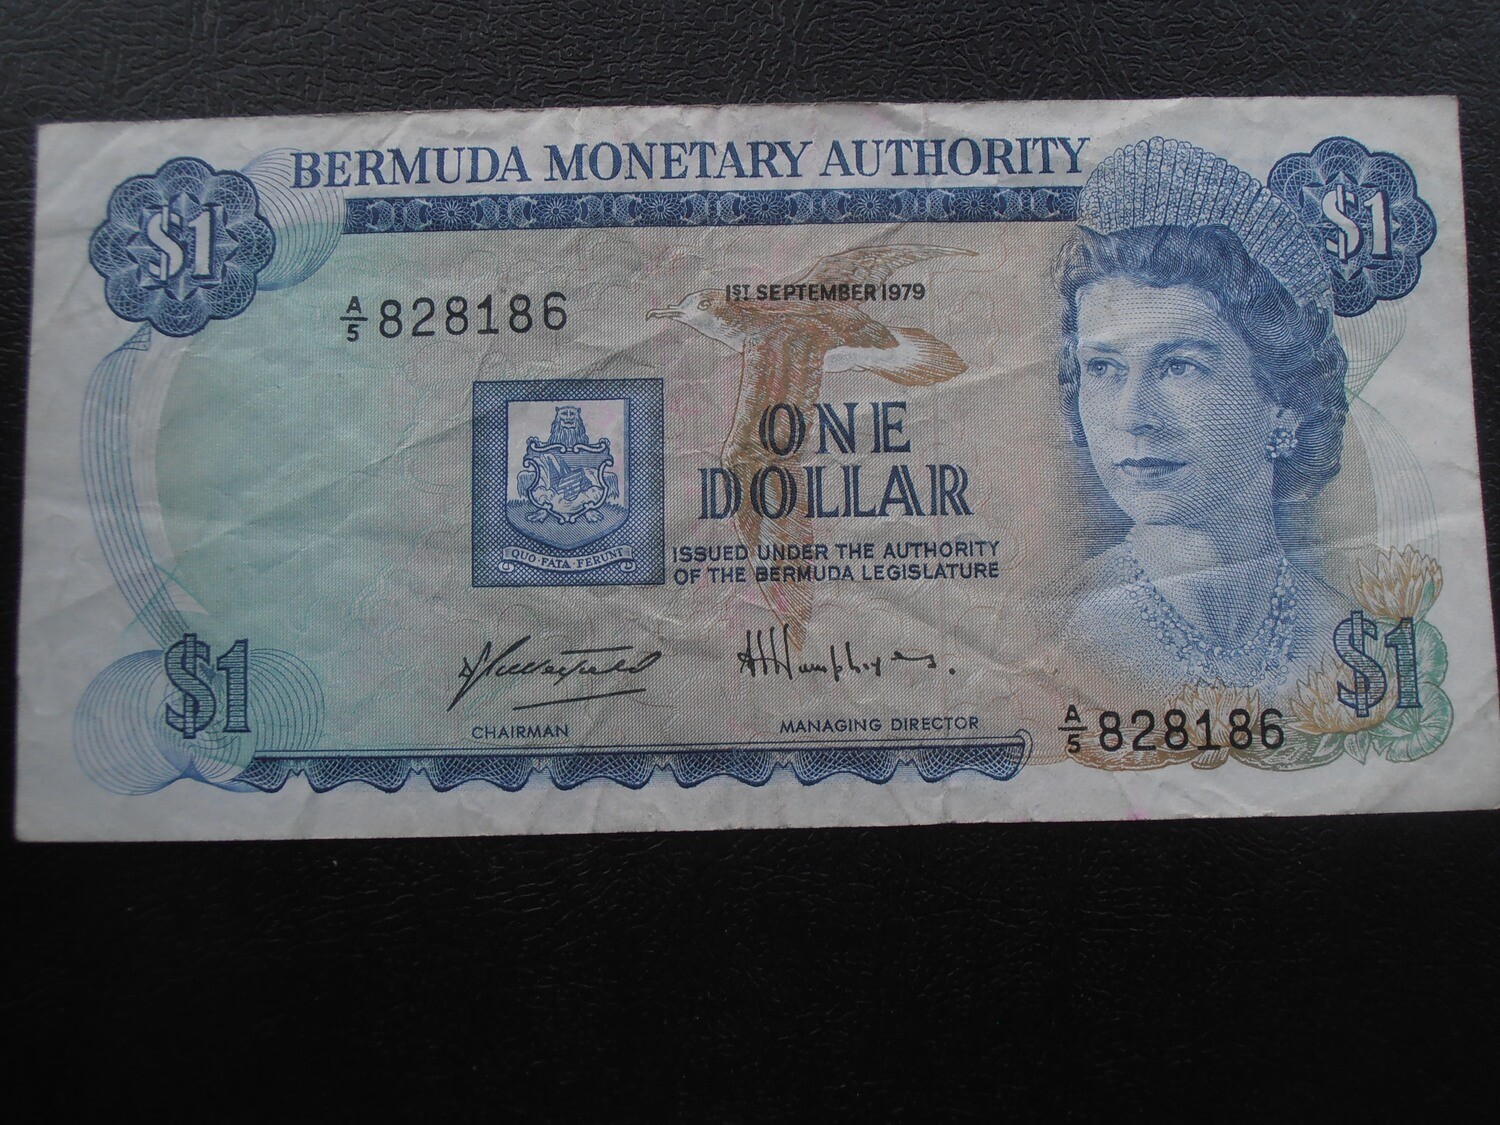 BERMUDA MONETARY AUTHORITY
$1
$1
A/5 828186
1ST SEPTEMBER 1979
ONE
DOLLAR
QUO FATA FERUNT
ISSUED UNDER THE AUTHORITY
OF THE BERMUDA LEGISLATURE
$1
$1
CHAIRMAN
MANAGING DIRECTOR
A/5 828186